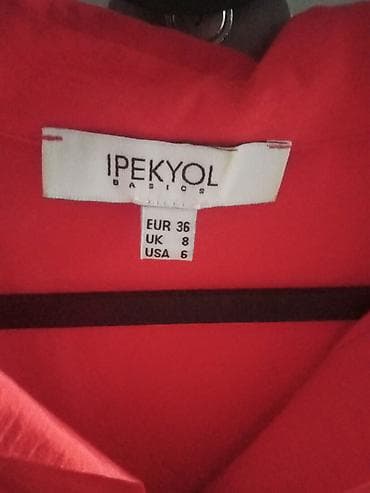 IPEKYOL
BASICS
EUR 36
UK 8
USA 6